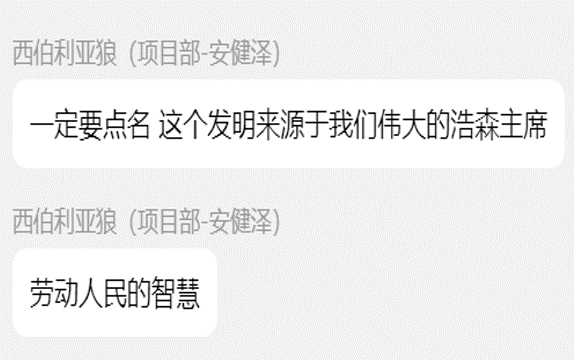 西伯利亚狼（项目部-安健泽）
一定要点名 这个发明来源于我们伟大的浩森主席
西伯利亚狼（项目部-安健泽）
劳动人民的智慧